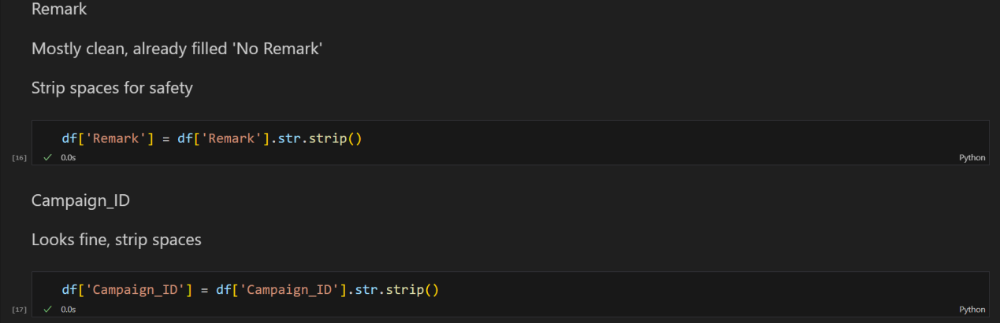 Remark
Mostly clean, already filled 'No Remark'
Strip spaces for safety
df['Remark'] = df['Remark'].str.strip()
[16] ✓ 0.0s Python
Campaign_ID
Looks fine, strip spaces
df['Campaign_ID'] = df['Campaign_ID'].str.strip()
[17] ✓ 0.0s Python